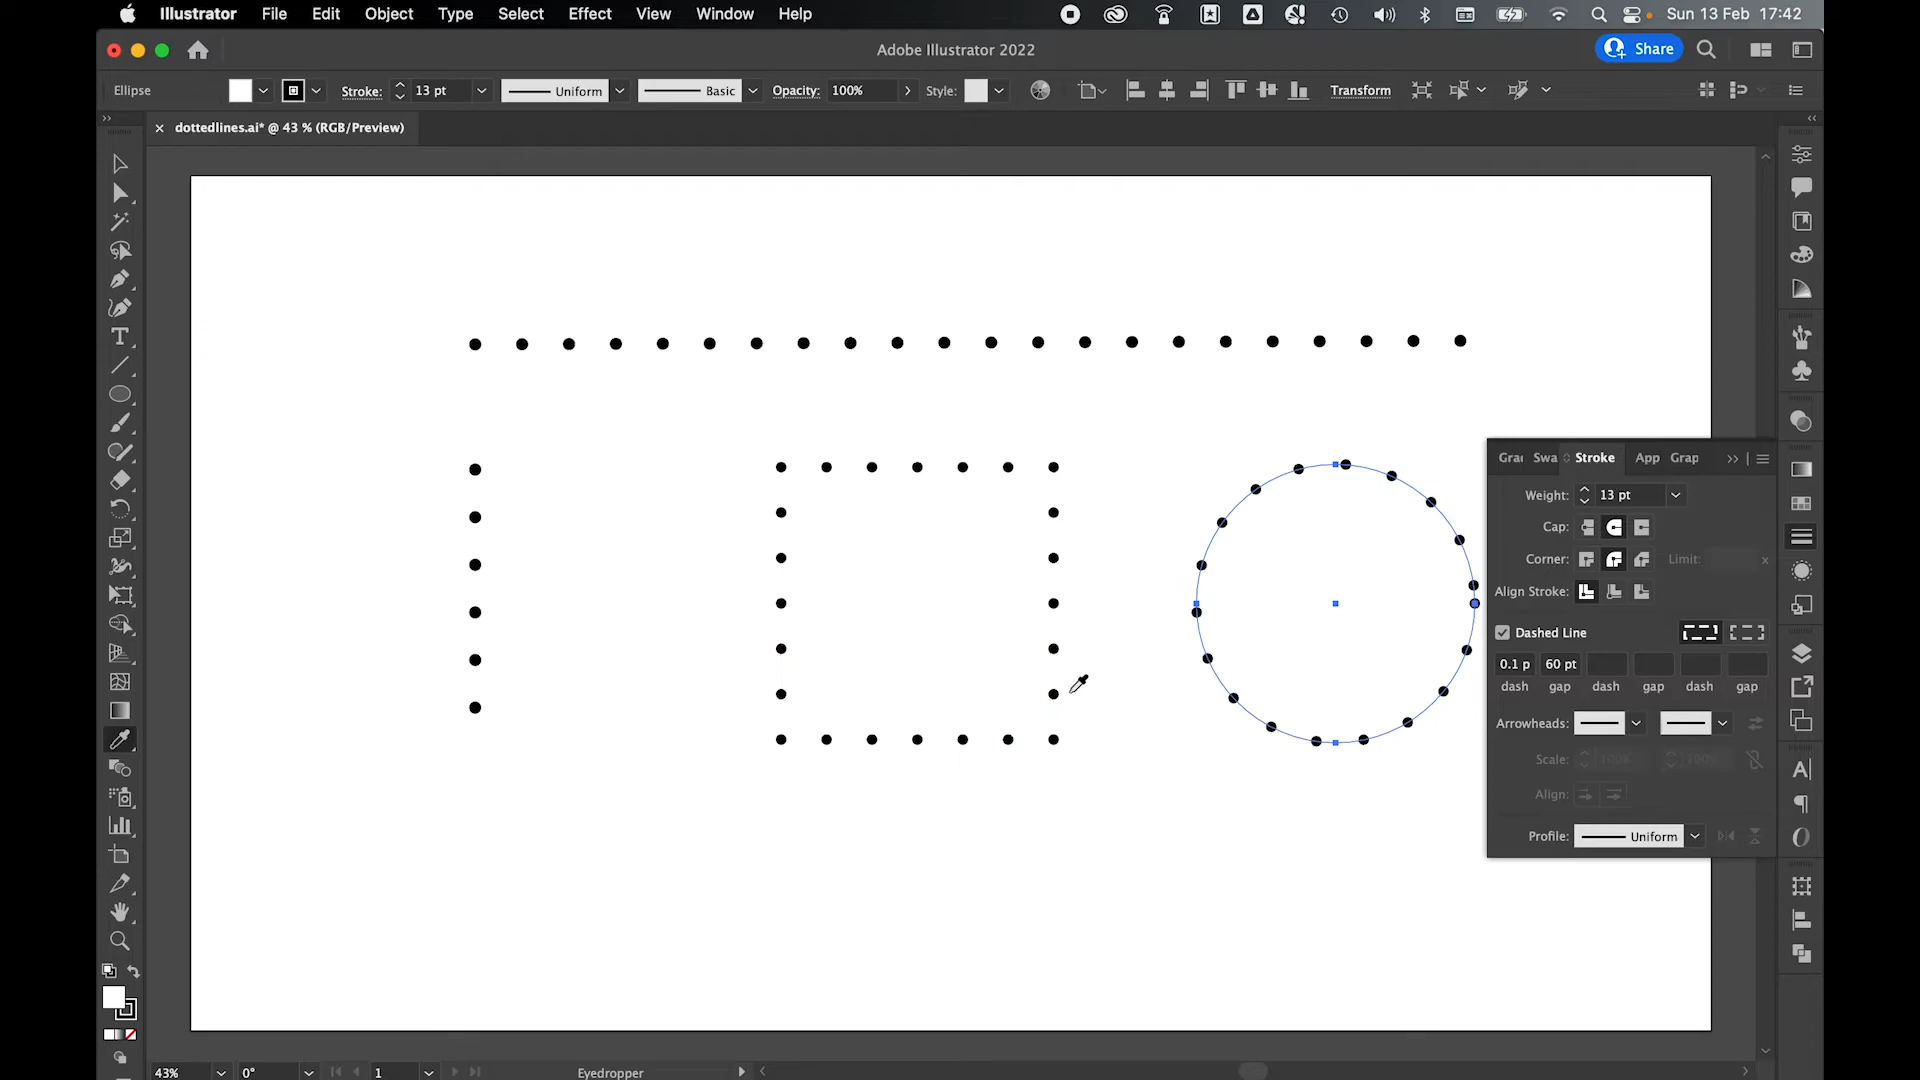 Illustrator File Edit Object Type Select Effect View Window Help Sun 13 Feb 17:42
Adobe Illustrator 2022 Share
Ellipse Stroke: 13 pt Uniform Basic Opacity: 100% Style: Transform
dottedlines.ai* @ 43 % (RGB/Preview)
Grai Swa Stroke App Grap
Weight: 13 pt
Cap:
Corner: Limit: x
Align Stroke:
Dashed Line
0.1 p 60 pt
dash gap dash gap dash gap
Arrowheads:
Scale: 100% 100%
Align:
Profile: Uniform
43% 0° 1 Eyedropper